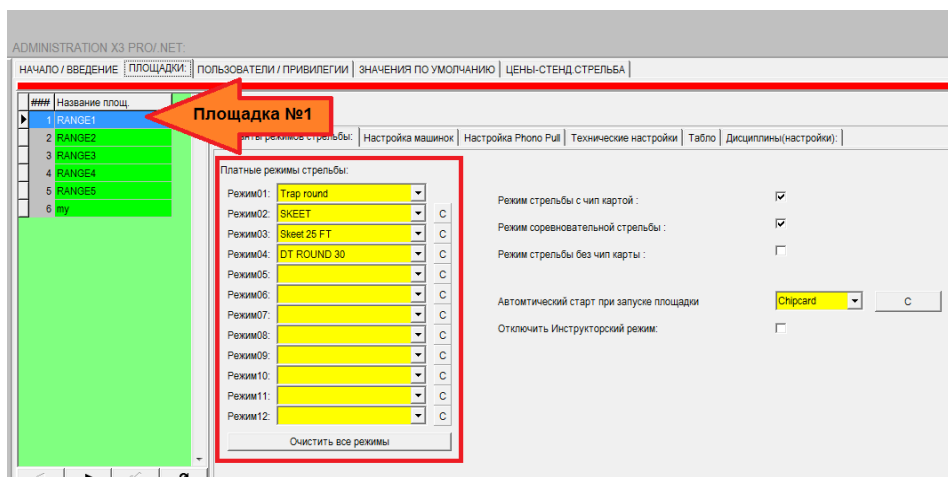 ADMINISTRATION X3 PRO/.NET:
НАЧАЛО / ВВЕДЕНИЕ ПЛОЩАДКИ: ПОЛЬЗОВАТЕЛИ / ПРИВИЛЕГИИ ЗНАЧЕНИЯ ПО УМОЛЧАНИЮ ЦЕНЫ-СТЕНД.СТРЕЛЬБА
### Название площ.
1 RANGE1
2 RANGE2
3 RANGE3
4 RANGE4
5 RANGE5
6 my
Площадка №1
режимов стрельбы: Настройка машинок Настройка Phono Pull Технические настройки Табло Дисциплины(настройки):
Платные режимы стрельбы:
Режим01: Trap round
Режим02: SKEET C
Режим03: Skeet 25 FT C
Режим04: DT ROUND 30 C
Режим05: C
Режим06: C
Режим07: C
Режим08: C
Режим09: C
Режим10: C
Режим11: C
Режим12: C
Очистить все режимы
Режим стрельбы с чип картой :
Режим соревновательной стрельбы :
Режим стрельбы без чип карты :
Автомтический старт при запуске площадки Chipcard C
Отключить Инструкторский режим: